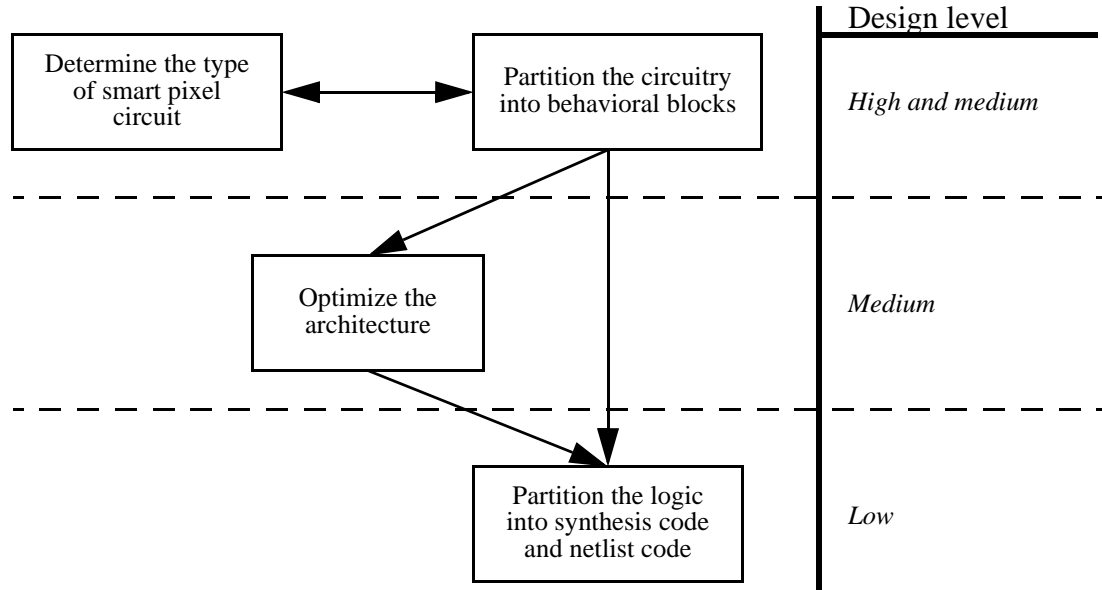 Design level
Determine the type
of smart pixel
circuit
Partition the circuitry
into behavioral blocks
High and medium
Optimize the
architecture
Medium
Partition the logic
into synthesis code
and netlist code
Low